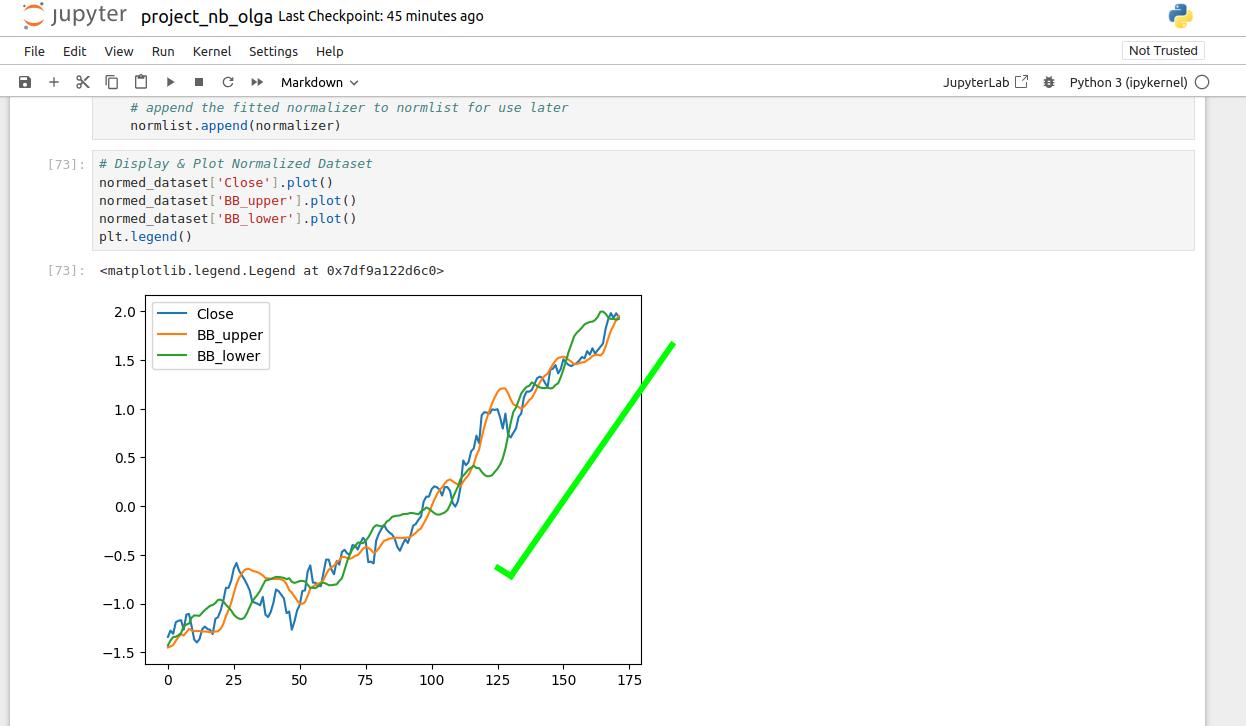 jupyter project_nb_olga Last Checkpoint: 45 minutes ago
File Edit View Run Kernel Settings Help Not Trusted
Markdown JupyterLab Python 3 (ipykernel)
# append the fitted normalizer to normlist for use later
normlist.append(normalizer)
[73]: # Display & Plot Normalized Dataset
normed_dataset['Close'].plot()
normed_dataset['BB_upper'].plot()
normed_dataset['BB_lower'].plot()
plt.legend()
[73]: <matplotlib.legend.Legend at 0x7df9a122d6c0>
2.0
Close
BB_upper
BB_lower
1.5
1.0
0.5
0.0
−0.5
−1.0
−1.5
0 25 50 75 100 125 150 175